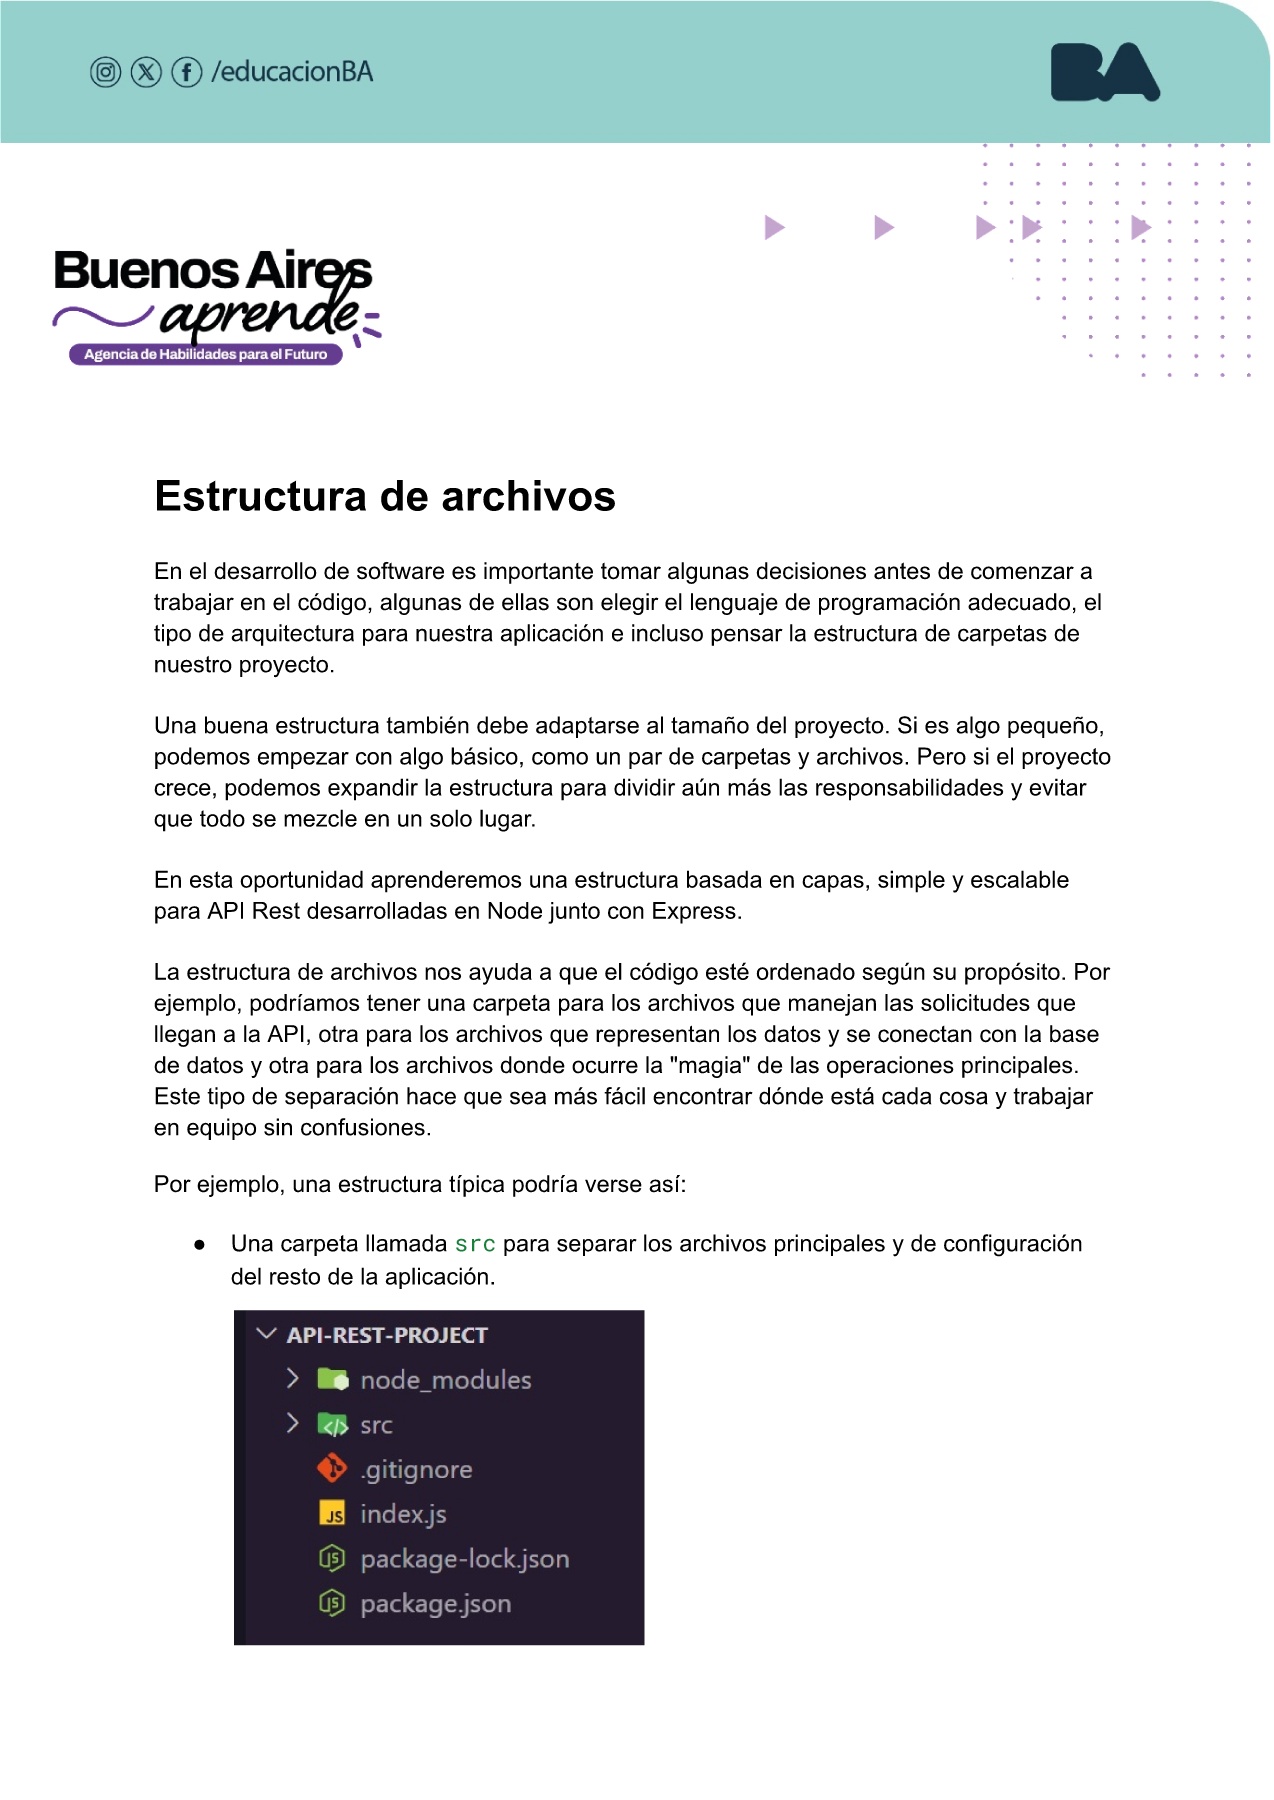 /educacionBA
BA
Buenos Aires
aprende
Agencia de Habilidades para el Futuro
Estructura de archivos
En el desarrollo de software es importante tomar algunas decisiones antes de comenzar a
trabajar en el código, algunas de ellas son elegir el lenguaje de programación adecuado, el
tipo de arquitectura para nuestra aplicación e incluso pensar la estructura de carpetas de
nuestro proyecto.
Una buena estructura también debe adaptarse al tamaño del proyecto. Si es algo pequeño,
podemos empezar con algo básico, como un par de carpetas y archivos. Pero si el proyecto
crece, podemos expandir la estructura para dividir aún más las responsabilidades y evitar
que todo se mezcle en un solo lugar.
En esta oportunidad aprenderemos una estructura basada en capas, simple y escalable
para API Rest desarrolladas en Node junto con Express.
La estructura de archivos nos ayuda a que el código esté ordenado según su propósito. Por
ejemplo, podríamos tener una carpeta para los archivos que manejan las solicitudes que
llegan a la API, otra para los archivos que representan los datos y se conectan con la base
de datos y otra para los archivos donde ocurre la "magia" de las operaciones principales.
Este tipo de separación hace que sea más fácil encontrar dónde está cada cosa y trabajar
en equipo sin confusiones.
Por ejemplo, una estructura típica podría verse así:
● Una carpeta llamada src para separar los archivos principales y de configuración
del resto de la aplicación.
API-REST-PROJECT
node_modules
src
.gitignore
JS index.js
package-lock.json
package.json